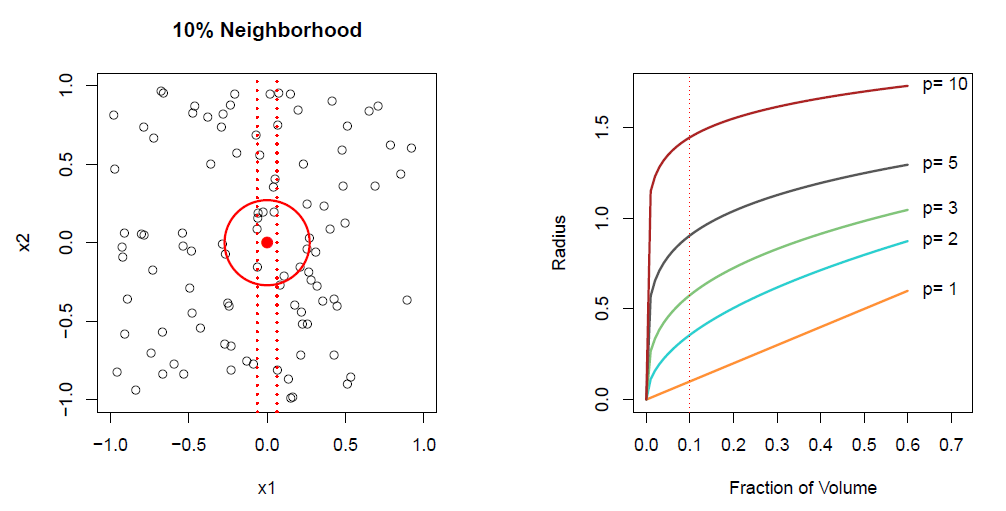 10% Neighborhood
1.0
0.5
0.0
−0.5
−1.0
x2
−1.0 −0.5 0.0 0.5 1.0
x1
p= 10
p= 5
p= 3
p= 2
p= 1
1.5
1.0
0.5
0.0
Radius
0.0 0.1 0.2 0.3 0.4 0.5 0.6 0.7
Fraction of Volume